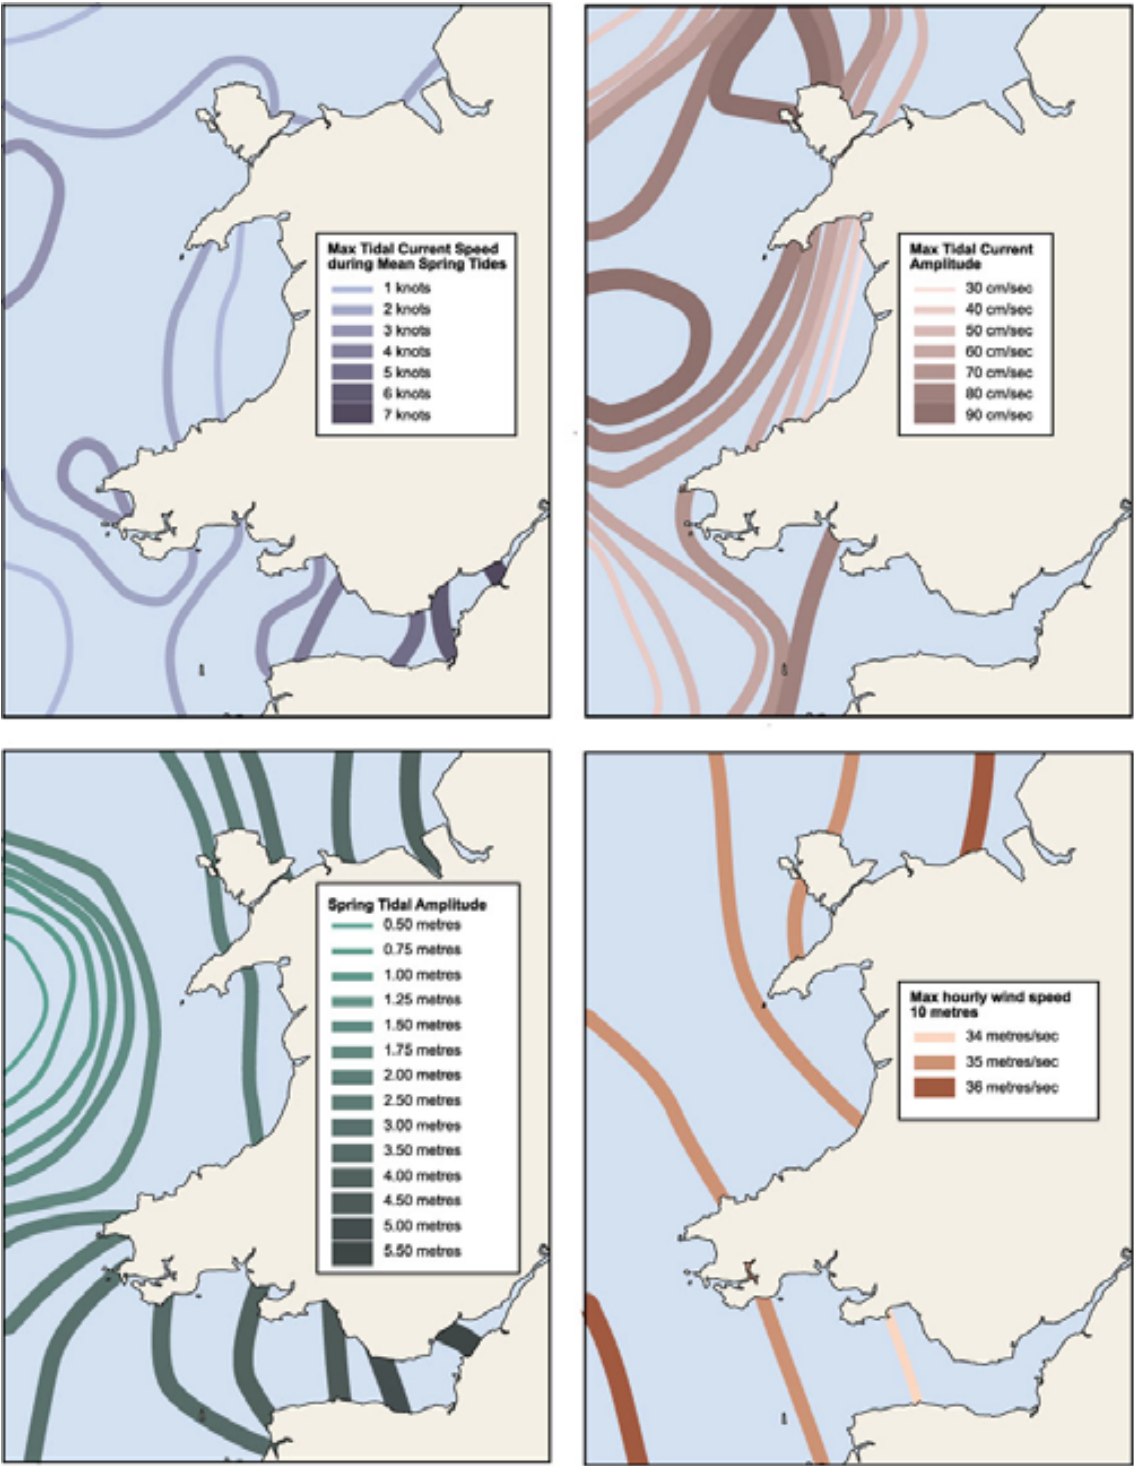 Max Tidal Current Speed
during Mean Spring Tides
1 knots
2 knots
3 knots
4 knots
5 knots
6 knots
7 knots
Max Tidal Current
Amplitude
30 cm/sec
40 cm/sec
50 cm/sec
60 cm/sec
70 cm/sec
80 cm/sec
90 cm/sec
Spring Tidal Amplitude
0.50 metres
0.75 metres
1.00 metres
1.25 metres
1.50 metres
1.75 metres
2.00 metres
2.50 metres
3.00 metres
3.50 metres
4.00 metres
4.50 metres
5.00 metres
5.50 metres
Max hourly wind speed
10 metres
34 metres/sec
35 metres/sec
36 metres/sec